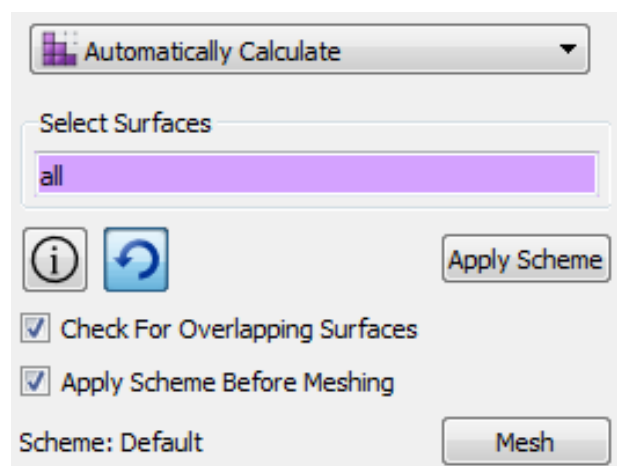 Automatically Calculate
Select Surfaces
all
Apply Scheme
Check For Overlapping Surfaces
Apply Scheme Before Meshing
Scheme: Default
Mesh